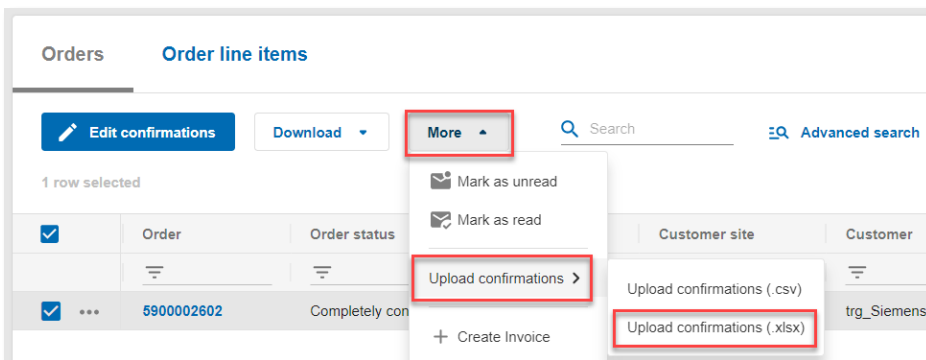 Orders Order line items
Edit confirmations Download More Search Advanced search
1 row selected
Mark as unread
Mark as read
Order Order status Customer site Customer
Upload confirmations
Upload confirmations (.csv)
5900002602 Completely con trg_Siemens
Upload confirmations (.xlsx)
Create Invoice